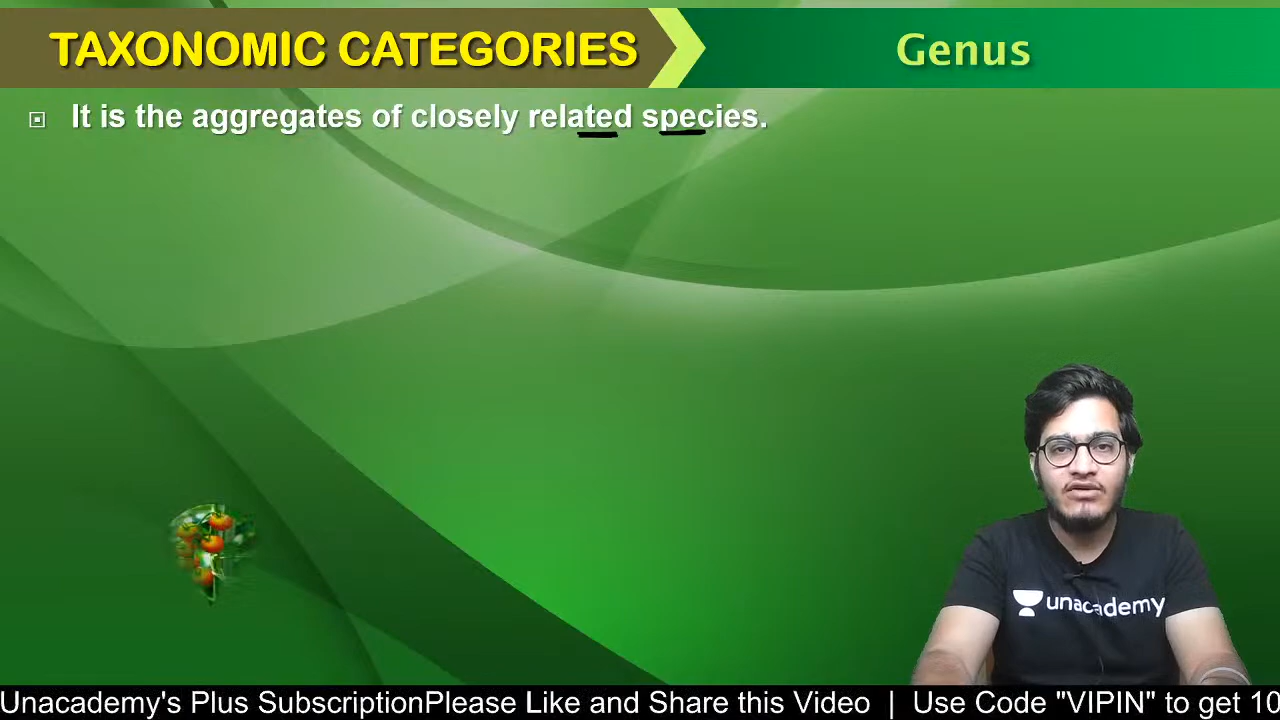 TAXONOMIC CATEGORIES
Genus
It is the aggregates of closely related species.
unacademy
Unacademy's Plus SubscriptionPlease Like and Share this Video | Use Code "VIPIN" to get 10